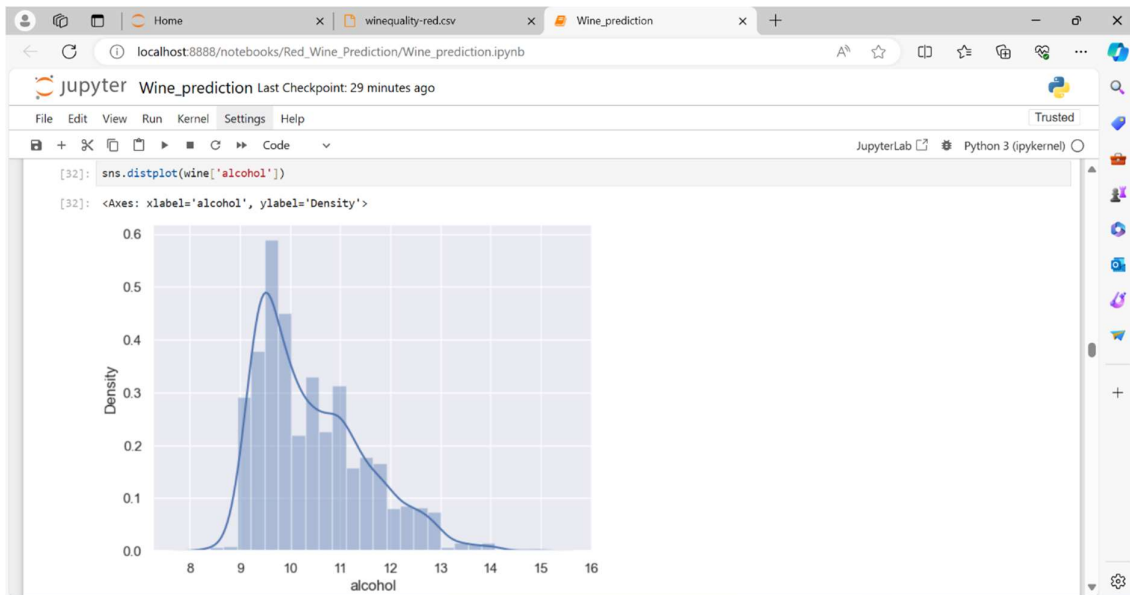 Home
winequality-red.csv
Wine_prediction
localhost:8888/notebooks/Red_Wine_Prediction/Wine_prediction.ipynb
jupyter Wine_prediction Last Checkpoint: 29 minutes ago
File Edit View Run Kernel Settings Help
Trusted
Code
JupyterLab
Python 3 (ipykernel)
[32]: sns.distplot(wine['alcohol'])
[32]: <Axes: xlabel='alcohol', ylabel='Density'>
0.6
0.5
0.4
0.3
0.2
0.1
0.0
Density
8 9 10 11 12 13 14 15 16
alcohol